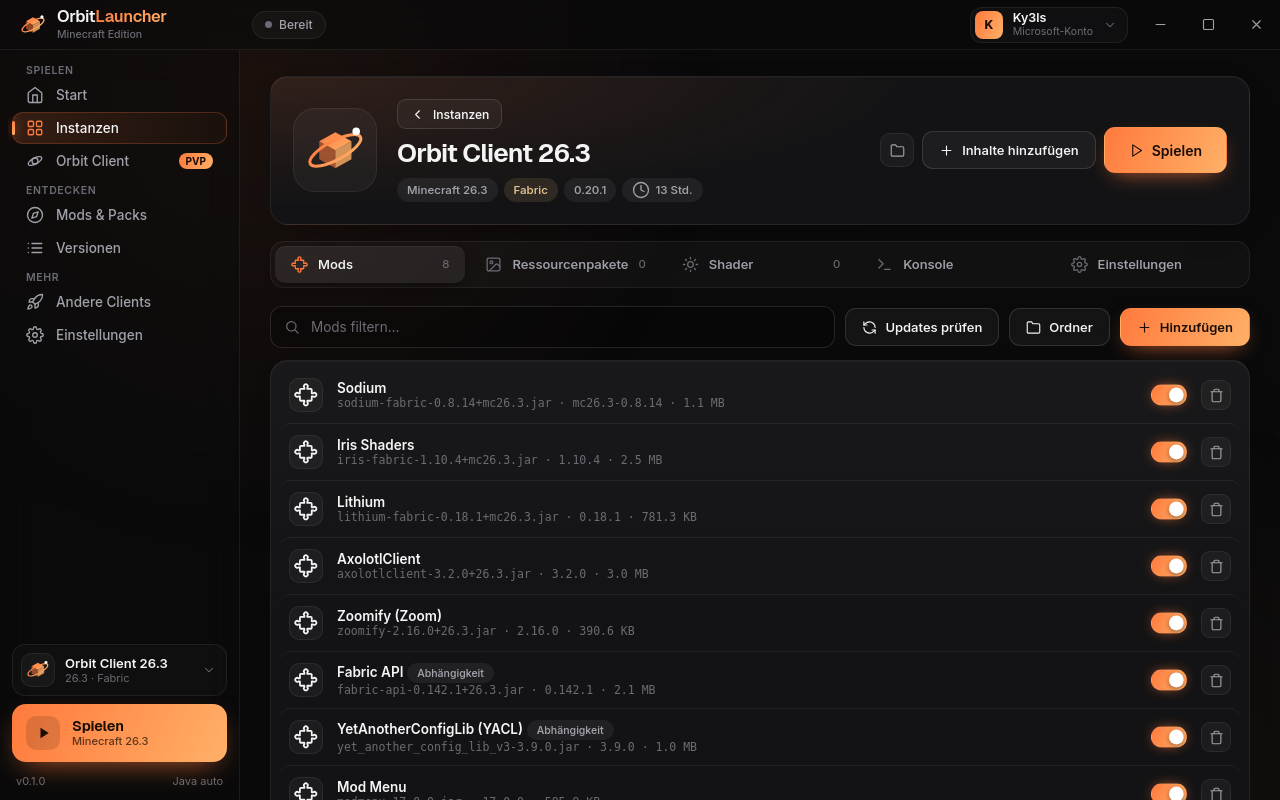 OrbitLauncher
Minecraft Edition
Bereit
K
Ky3ls
Microsoft-Konto
SPIELEN
Start
Instanzen
Orbit Client
PVP
ENTDECKEN
Mods & Packs
Versionen
MEHR
Andere Clients
Einstellungen
Orbit Client 26.3
26.3 · Fabric
Spielen
Minecraft 26.3
v0.1.0
Java auto
Instanzen
Orbit Client 26.3
Minecraft 26.3
Fabric
0.20.1
13 Std.
Inhalte hinzufügen
Spielen
Mods 8
Ressourcenpakete 0
Shader 0
Konsole
Einstellungen
Mods filtern...
Updates prüfen
Ordner
Hinzufügen
Sodium
sodium-fabric-0.8.14+mc26.3.jar · mc26.3-0.8.14 · 1.1 MB
Iris Shaders
iris-fabric-1.10.4+mc26.3.jar · 1.10.4 · 2.5 MB
Lithium
lithium-fabric-0.18.1+mc26.3.jar · 0.18.1 · 781.3 KB
AxolotlClient
axolotlclient-3.2.0+26.3.jar · 3.2.0 · 3.0 MB
Zoomify (Zoom)
zoomify-2.16.0+26.3.jar · 2.16.0 · 390.6 KB
Fabric API Abhängigkeit
fabric-api-0.142.1+26.3.jar · 0.142.1 · 2.1 MB
YetAnotherConfigLib (YACL) Abhängigkeit
yet_another_config_lib_v3-3.9.0.jar · 3.9.0 · 1.0 MB
Mod Menu